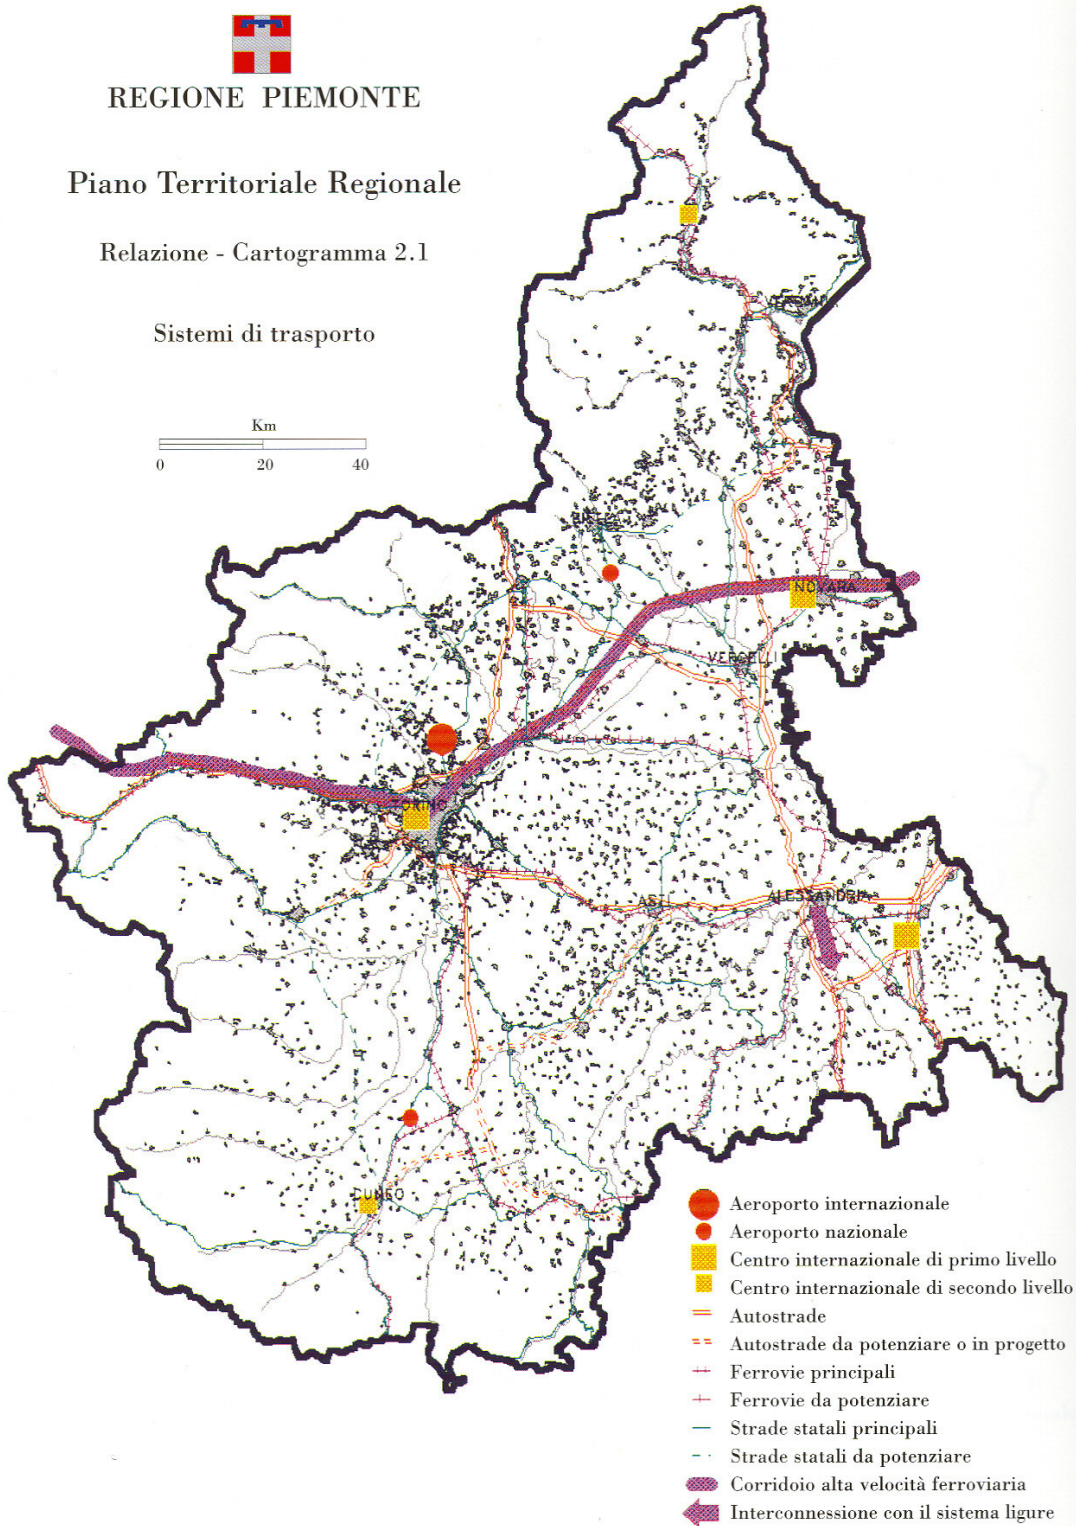 REGIONE PIEMONTE
Piano Territoriale Regionale
Relazione - Cartogramma 2.1
Sistemi di trasporto
Km
0 20 40
VERBANIA
BIELLA
NOVARA
VERCELLI
TORINO
ASTI
ALESSANDRIA
CUNEO
Aeroporto internazionale
Aeroporto nazionale
Centro internazionale di primo livello
Centro internazionale di secondo livello
Autostrade
Autostrade da potenziare o in progetto
Ferrovie principali
Ferrovie da potenziare
Strade statali principali
Strade statali da potenziare
Corridoio alta velocità ferroviaria
Interconnessione con il sistema ligure